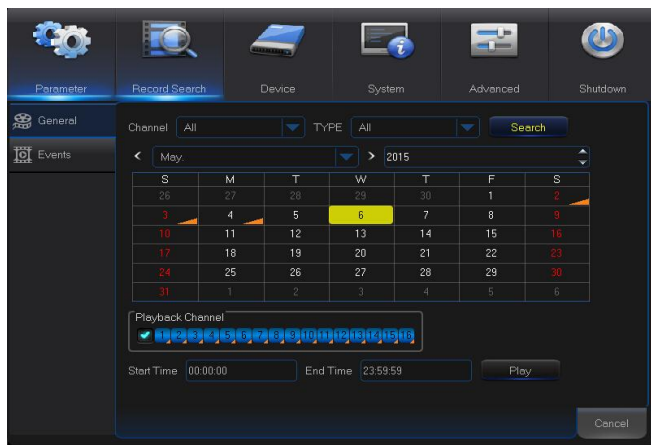 Parameter Record Search Device System Advanced Shutdown
General
Events
Channel All TYPE All Search
< May. > 2015
S M T W T F S
26 27 28 29 30 1 2
3 4 5 6 7 8 9
10 11 12 13 14 15 16
17 18 19 20 21 22 23
24 25 26 27 28 29 30
31 1 2 3 4 5 6
Playback Channel
1 2 3 4 5 6 7 8 9 10 11 12 13 14 15 16
Start Time 00:00:00 End Time 23:59:59 Play
Cancel